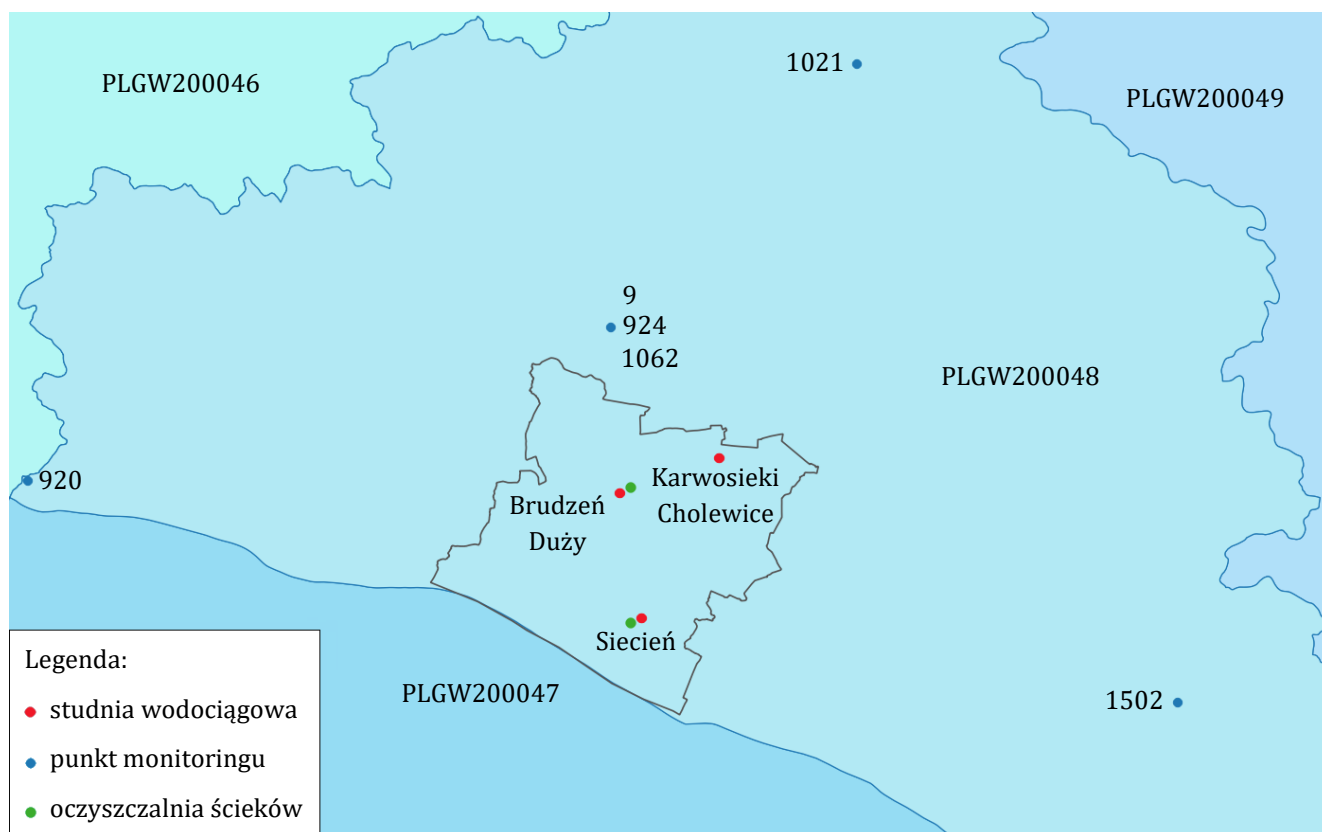 1021
PLGW200046
PLGW200049
9
924
1062
PLGW200048
920
Karwosieki
Cholewice
Brudzeń
Duży
Siecień
PLGW200047
1502
Legenda:
studnia wodociągowa
punkt monitoringu
oczyszczalnia ścieków